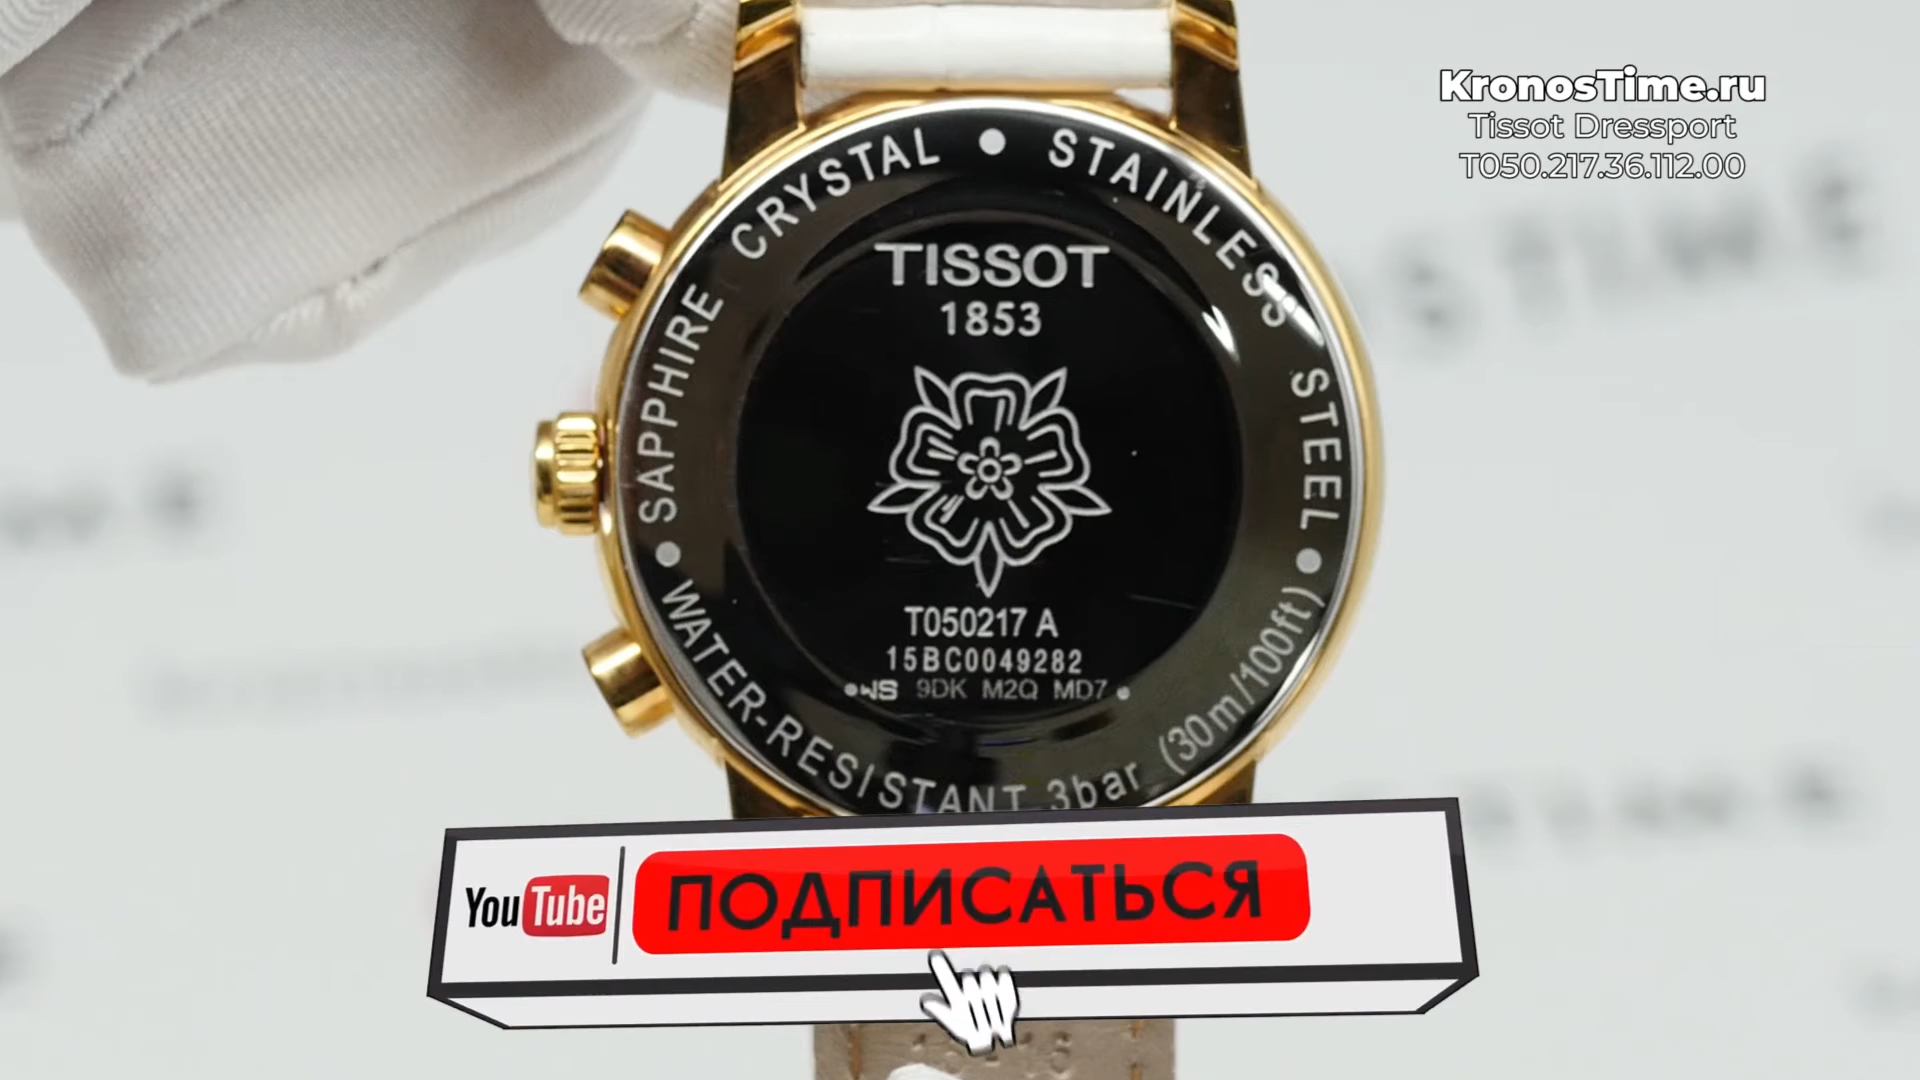 KronosTime.ru
Tissot Dressport
T050.217.36.112.00
SAPPHIRE CRYSTAL • STAINLESS STEEL •
TISSOT
1853
T050217 A
15BC0049282
9DK M2Q MD7
• WATER-RESISTANT 3bar (30m/100ft)
YouTube
ПОДПИСАТЬСЯ